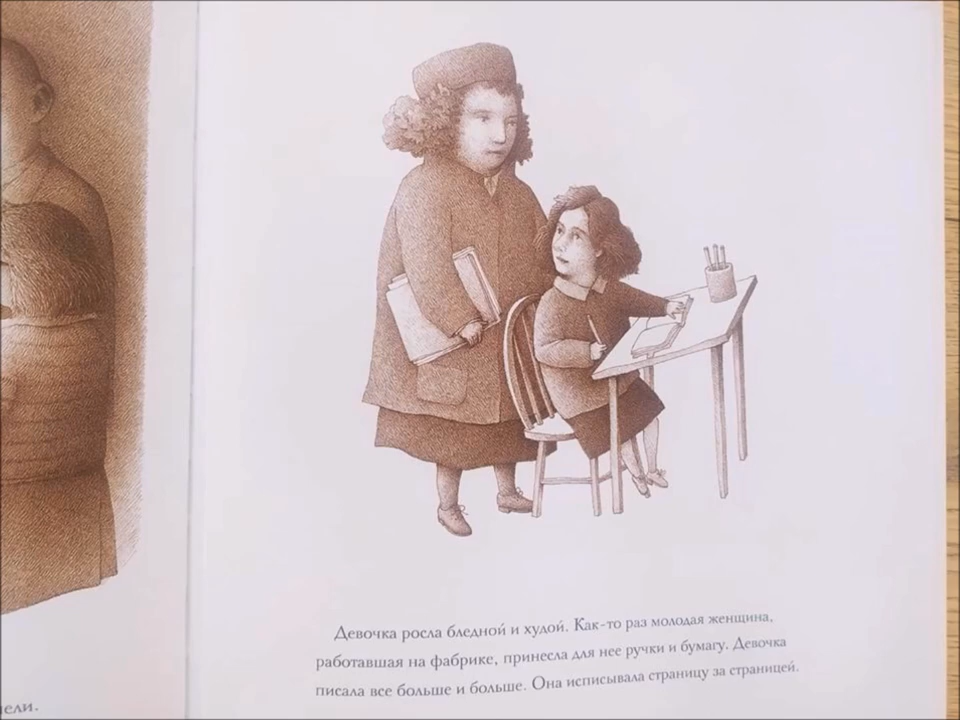 Девочка росла бледной и худой. Как-то раз молодая женщина,
работавшая на фабрике, принесла для нее ручки и бумагу. Девочка
писала все больше и больше. Она исписывала страницу за страницей.